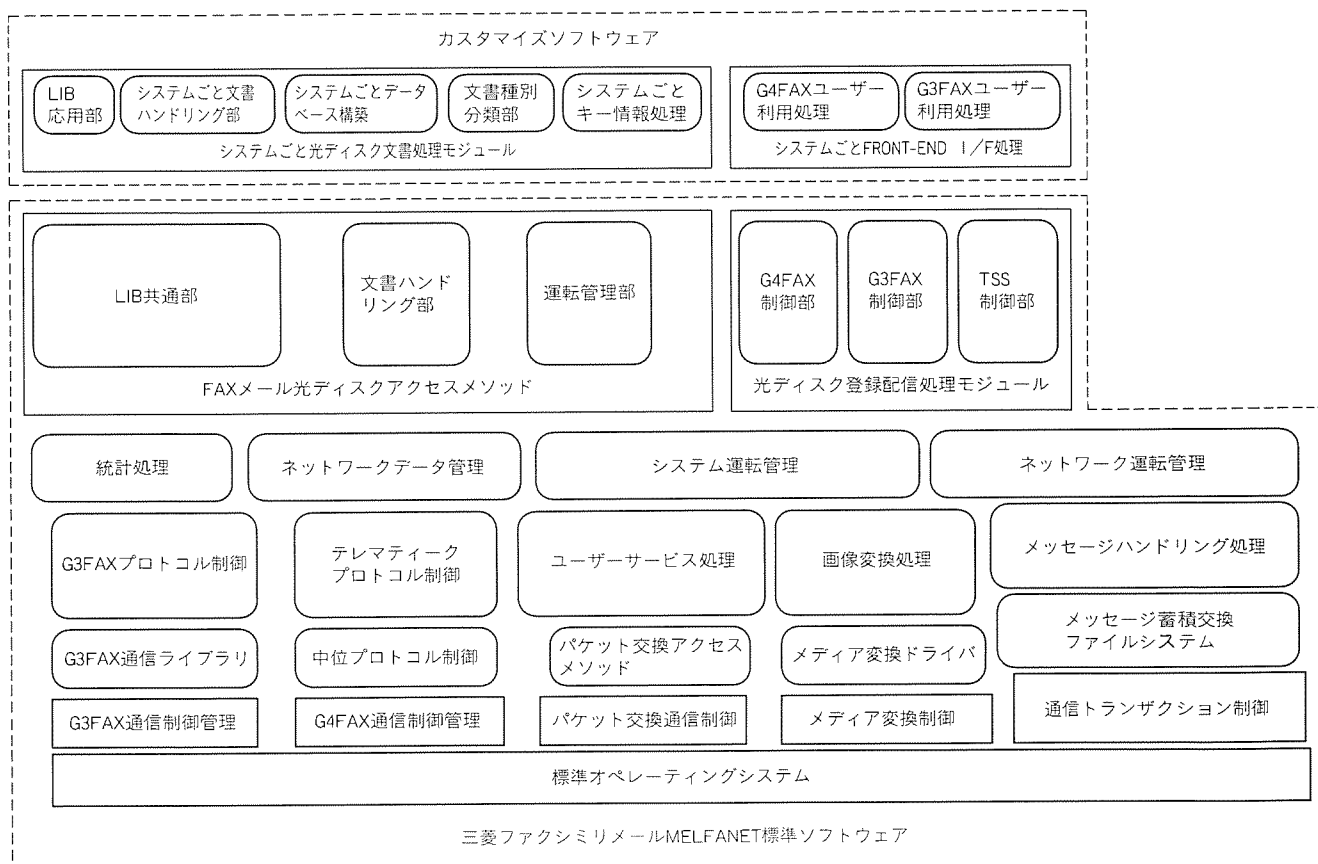 カスタマイズソフトウェア
LIB
応用部
システムごと文書
ハンドリング部
システムごとデータ
ベース構築
文書種別
分類部
システムごと
キー情報処理
システムごと光ディスク文書処理モジュール
G4FAXユーザー
利用処理
G3FAXユーザー
利用処理
システムごとFRONT-END I/F処理
LIB共通部
文書ハンド
リング部
運転管理部
FAXメール光ディスクアクセスメソッド
G4FAX
制御部
G3FAX
制御部
TSS
制御部
光ディスク登録配信処理モジュール
統計処理
ネットワークデータ管理
システム運転管理
ネットワーク運転管理
G3FAXプロトコル制御
テレマティーク
プロトコル制御
ユーザーサービス処理
画像変換処理
メッセージハンドリング処理
G3FAX通信ライブラリ
中位プロトコル制御
パケット交換アクセス
メソッド
メディア変換ドライバ
メッセージ蓄積交換
ファイルシステム
G3FAX通信制御管理
G4FAX通信制御管理
パケット交換通信制御
メディア変換制御
通信トランザクション制御
標準オペレーティングシステム
三菱ファクシミリメールMELFANET標準ソフトウェア